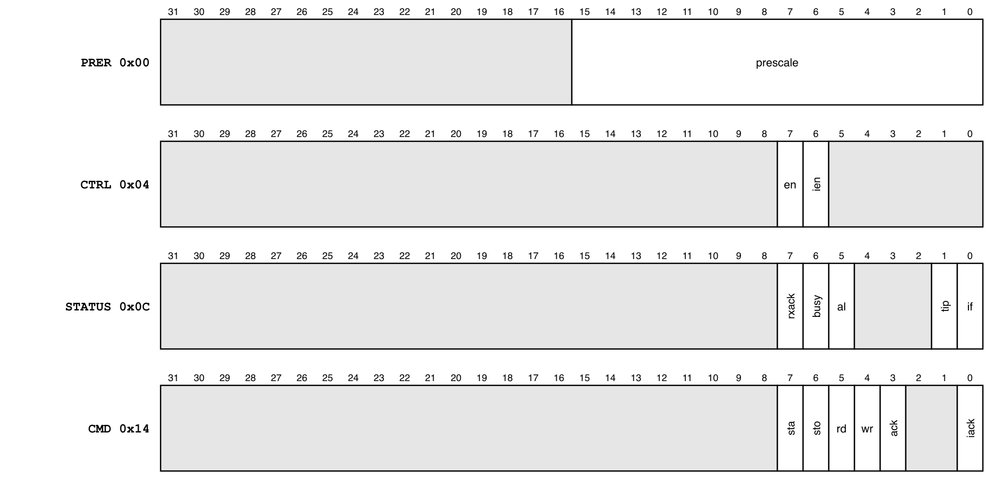 31 30 29 28 27 26 25 24 23 22 21 20 19 18 17 16 15 14 13 12 11 10 9 8 7 6 5 4 3 2 1 0
PRER 0x00 prescale
31 30 29 28 27 26 25 24 23 22 21 20 19 18 17 16 15 14 13 12 11 10 9 8 7 6 5 4 3 2 1 0
CTRL 0x04 en ien
31 30 29 28 27 26 25 24 23 22 21 20 19 18 17 16 15 14 13 12 11 10 9 8 7 6 5 4 3 2 1 0
STATUS 0x0C rxack busy al tip if
31 30 29 28 27 26 25 24 23 22 21 20 19 18 17 16 15 14 13 12 11 10 9 8 7 6 5 4 3 2 1 0
CMD 0x14 sta sto rd wr ack iack